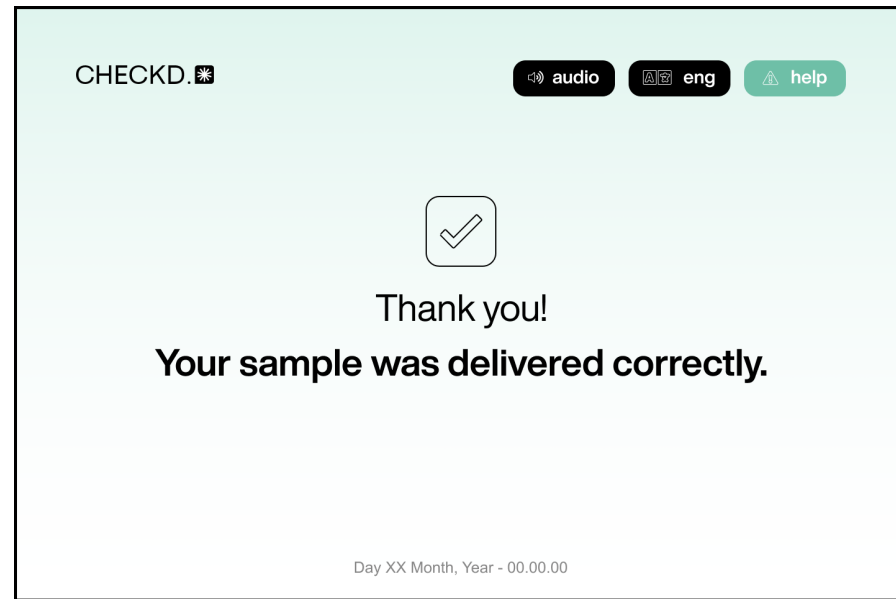 CHECKD.
audio
eng
help
Thank you!
Your sample was delivered correctly.
Day XX Month, Year - 00.00.00